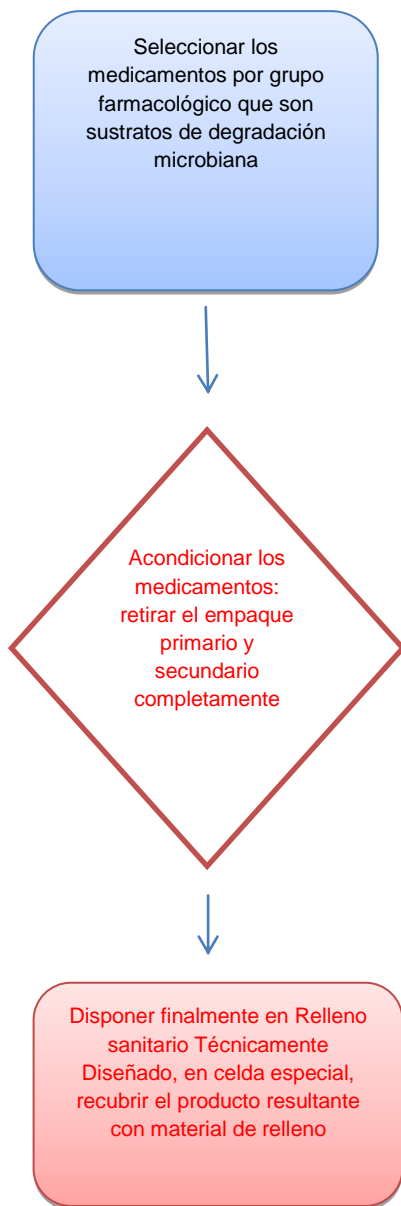 Seleccionar los
medicamentos por grupo
farmacológico que son
sustratos de degradación
microbiana
Acondicionar los
medicamentos:
retirar el empaque
primario y
secundario
completamente
Disponer finalmente en Relleno
sanitario Técnicamente
Diseñado, en celda especial,
recubrir el producto resultante
con material de relleno